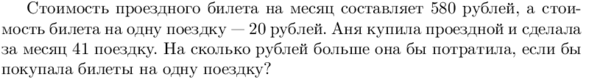 Стоимость проездного билета на месяц составляет 580 рублей, а стои-
мость билета на одну поездку — 20 рублей. Аня купила проездной и сделала
за месяц 41 поездку. На сколько рублей больше она бы потратила, если бы
покупала билеты на одну поездку?